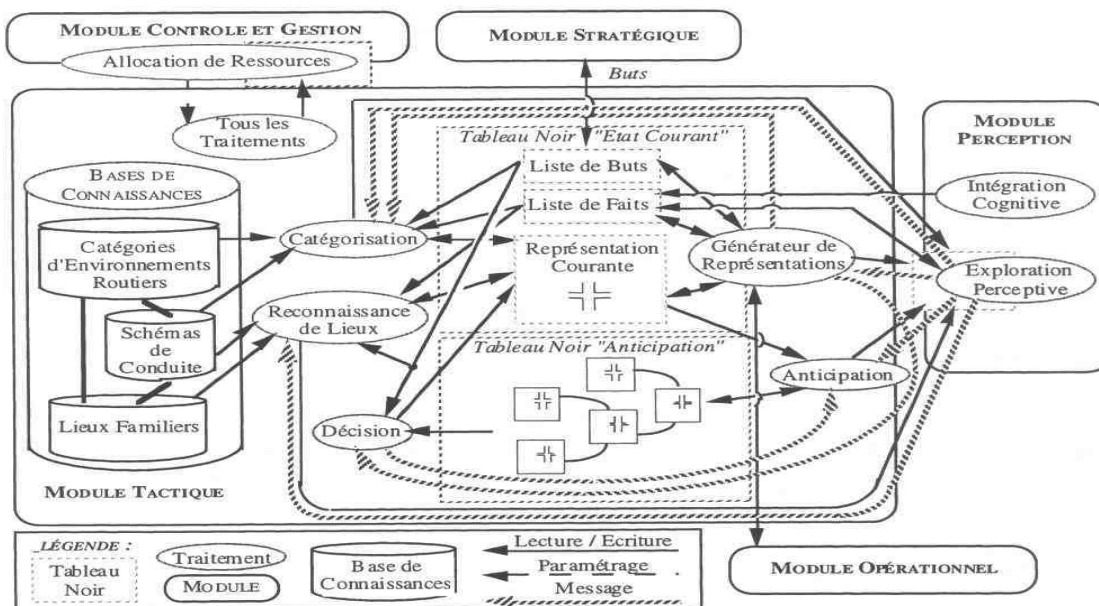 MODULE CONTROLE ET GESTION
Allocation de Ressources
MODULE STRATÉGIQUE
Buts
Tous les
Traitements
MODULE
PERCEPTION
Tableau Noir "Etat Courant"
BASES DE
CONNAISSANCES
Liste de Buts
Intégration
Cognitive
Liste de Faits
Catégories
d'Environnements
Routiers
Catégorisation
Représentation
Courante
Générateur de
Représentations
Exploration
Perceptive
Schémas
de
Conduite
Reconnaissance
de Lieux
Tableau Noir "Anticipation"
Anticipation
Lieux Familiers
Décision
MODULE TACTIQUE
LÉGENDE :
Tableau
Noir
Traitement
MODULE
Base de
Connaissances
Lecture / Ecriture
Paramétrage
Message
MODULE OPÉRATIONNEL